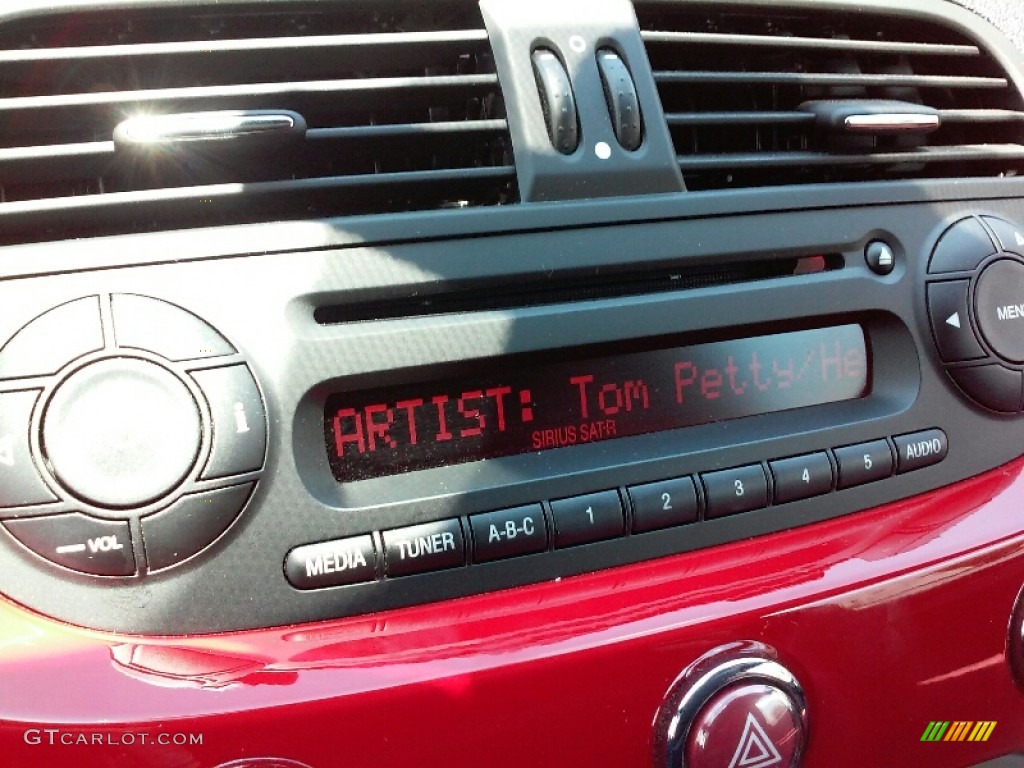 MENU
ARTIST: Tom Petty/He
SIRIUS SAT-R
i
— VOL
MEDIA TUNER A-B-C 1 2 3 4 5 AUDIO
GTCARLOT.COM